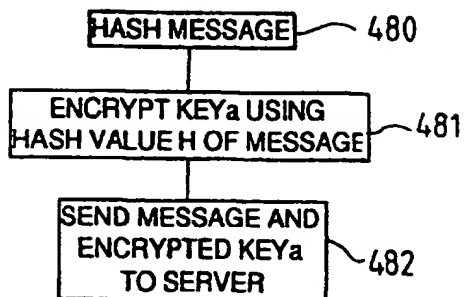 HASH MESSAGE
480
ENCRYPT KEYa USING
HASH VALUE H OF MESSAGE
481
SEND MESSAGE AND
ENCRYPTED KEYa
TO SERVER
482